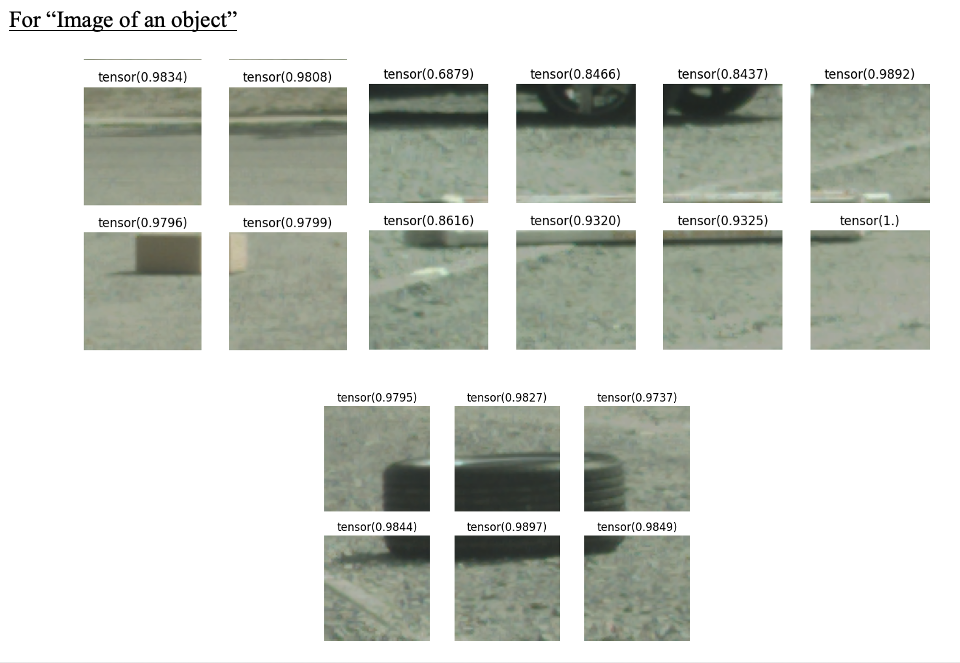 For “Image of an object”
tensor(0.9834) tensor(0.9808) tensor(0.6879) tensor(0.8466) tensor(0.8437) tensor(0.9892)
tensor(0.9796) tensor(0.9799) tensor(0.8616) tensor(0.9320) tensor(0.9325) tensor(1.)
tensor(0.9795) tensor(0.9827) tensor(0.9737)
tensor(0.9844) tensor(0.9897) tensor(0.9849)